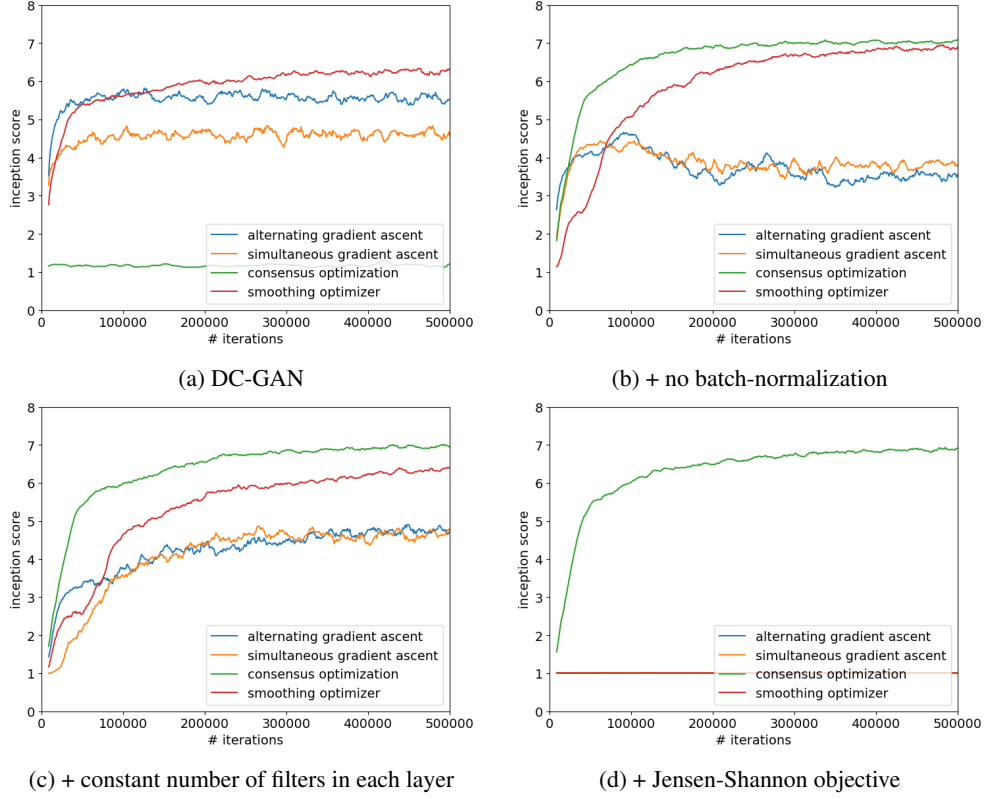 8
7
6
5
4
3
2
1
0
inception score
alternating gradient ascent
simultaneous gradient ascent
consensus optimization
smoothing optimizer
0 100000 200000 300000 400000 500000
# iterations
(a) DC-GAN
8
7
6
5
4
3
2
1
0
inception score
alternating gradient ascent
simultaneous gradient ascent
consensus optimization
smoothing optimizer
0 100000 200000 300000 400000 500000
# iterations
(b) + no batch-normalization
8
7
6
5
4
3
2
1
0
inception score
alternating gradient ascent
simultaneous gradient ascent
consensus optimization
smoothing optimizer
0 100000 200000 300000 400000 500000
# iterations
(c) + constant number of filters in each layer
8
7
6
5
4
3
2
1
0
inception score
alternating gradient ascent
simultaneous gradient ascent
consensus optimization
smoothing optimizer
0 100000 200000 300000 400000 500000
# iterations
(d) + Jensen-Shannon objective